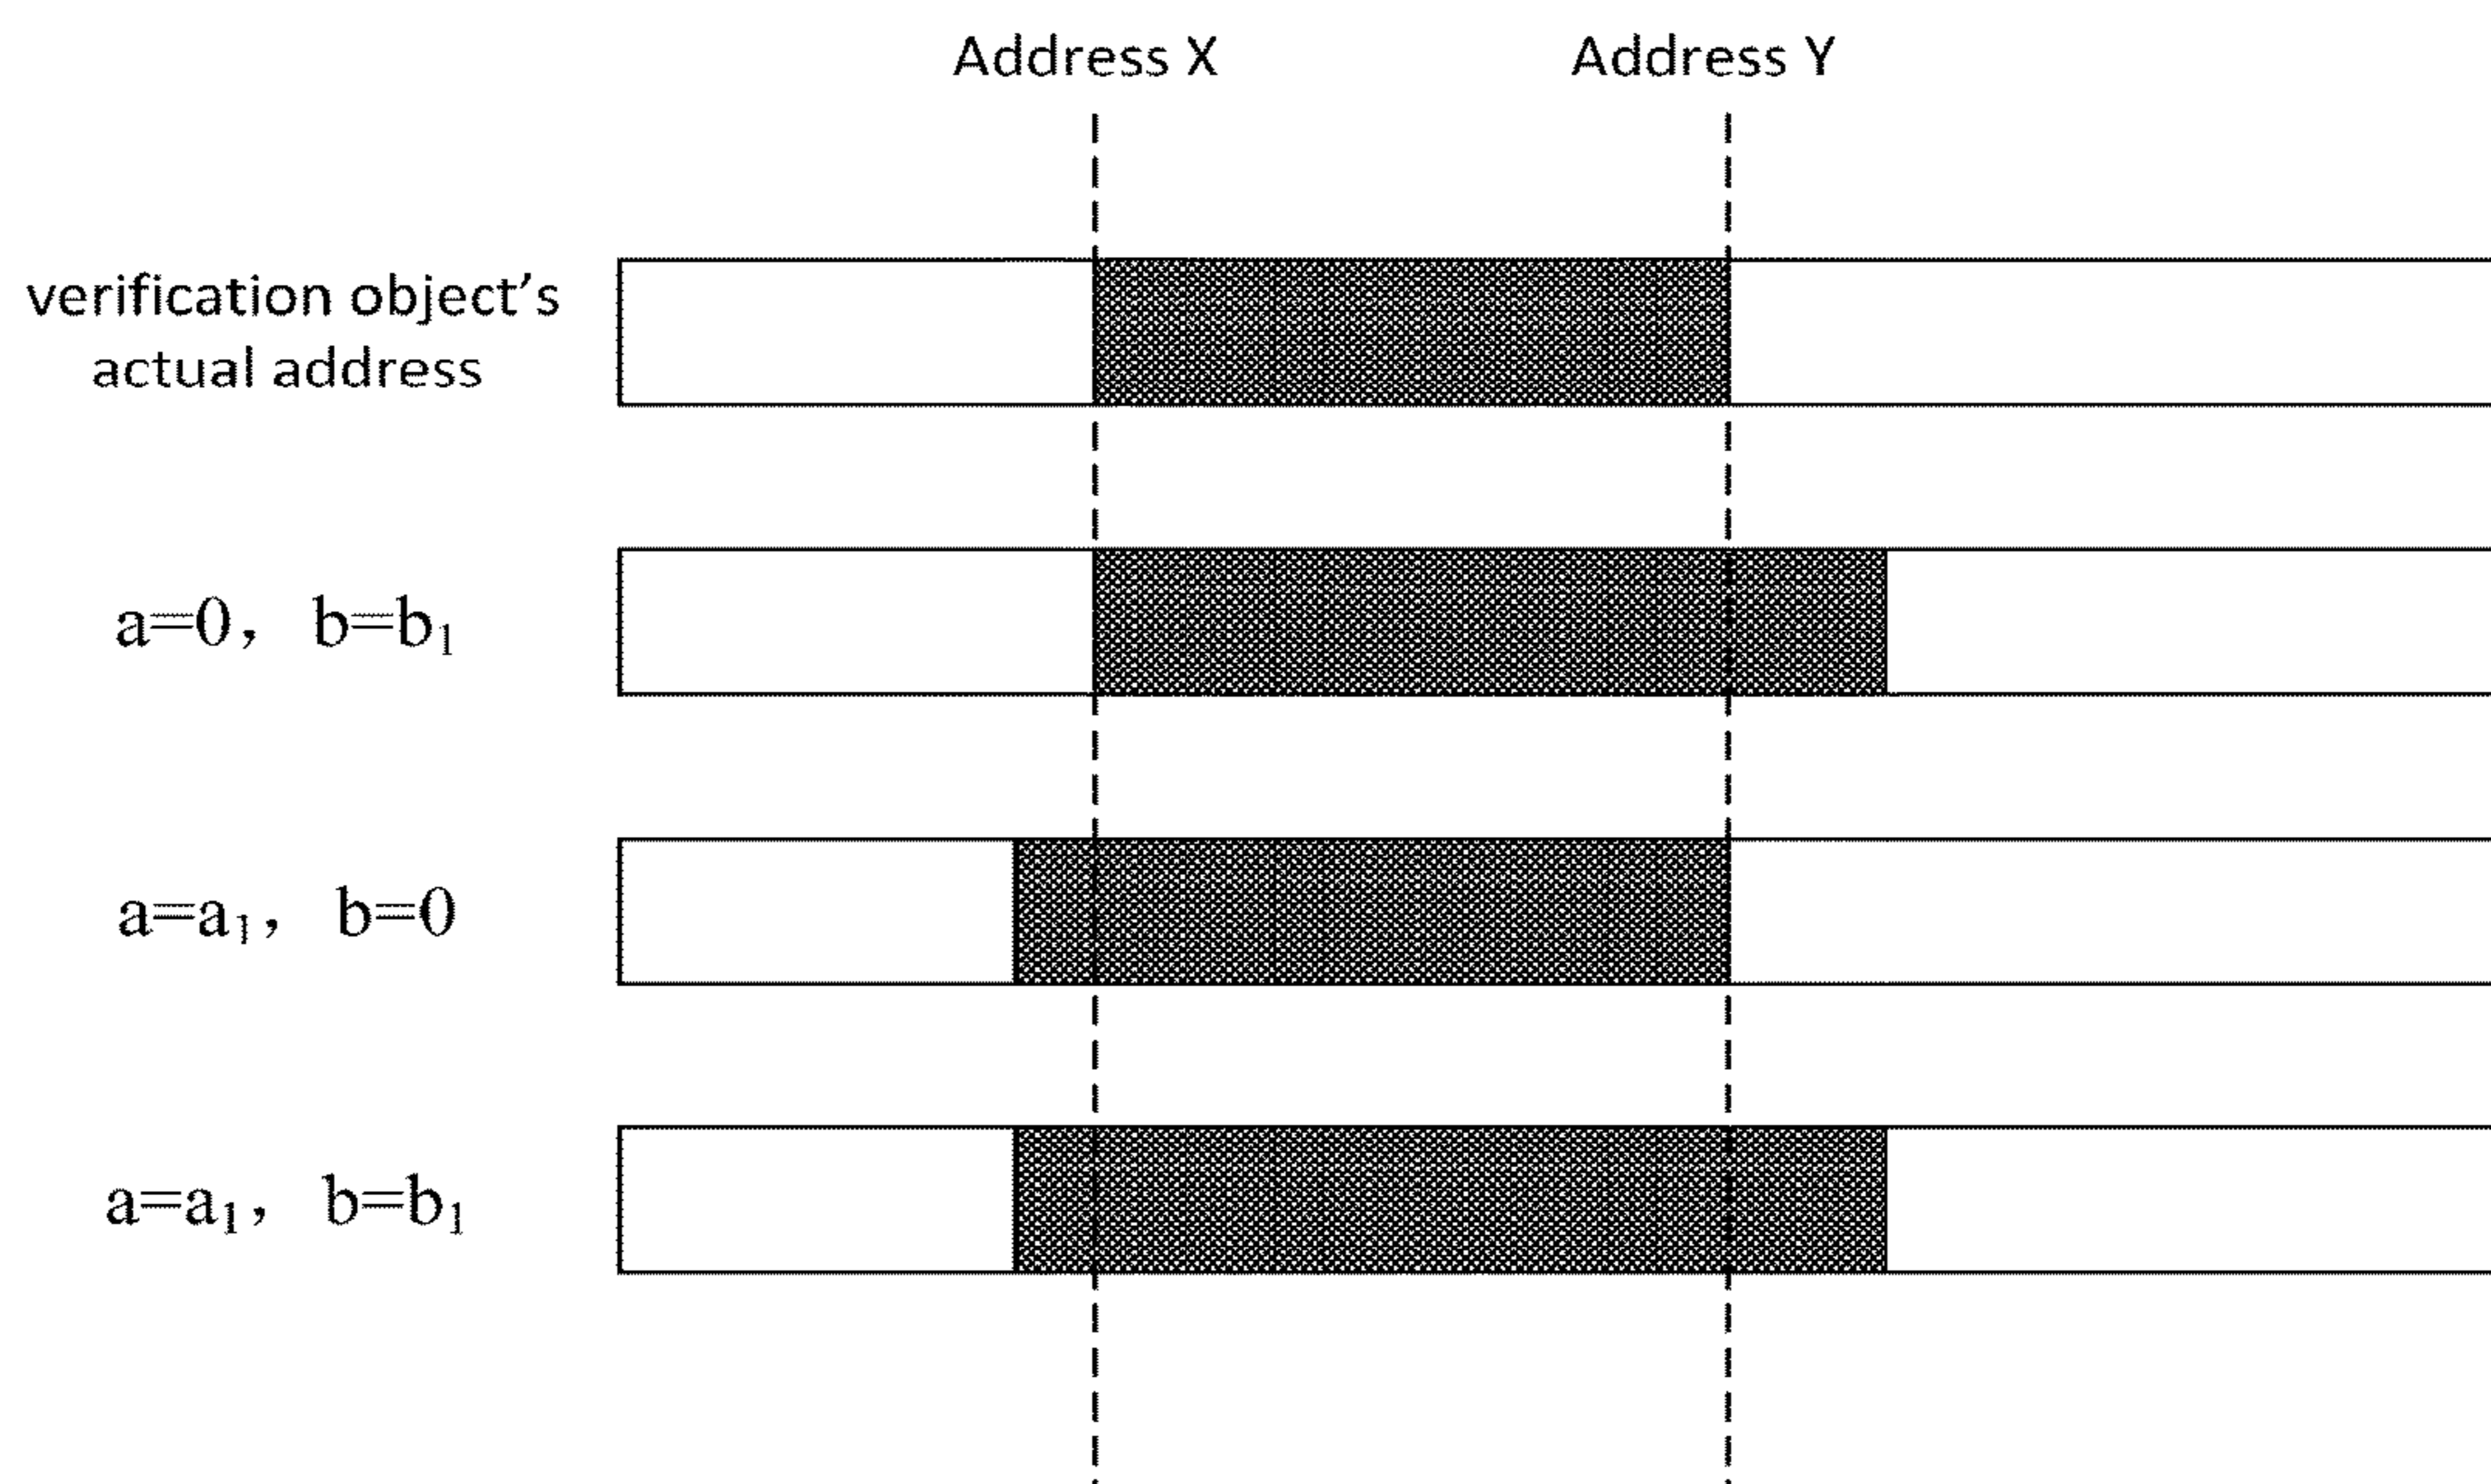 Address X Address Y
verification object’s
actual address
a=0, b=b₁
a=a₁, b=0
a=a₁, b=b₁